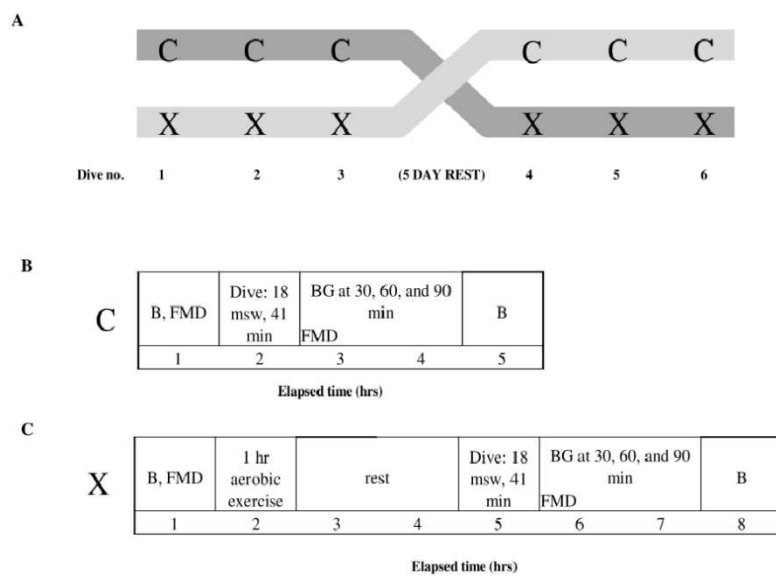 A
C C C C C C
X X X X X X
Dive no. 1 2 3 (5 DAY REST) 4 5 6
B
C
B, FMD
Dive: 18
msw, 41
min
BG at 30, 60, and 90
min
FMD
B
1 2 3 4 5
Elapsed time (hrs)
C
X
B, FMD
1 hr
aerobic
exercise
rest
Dive: 18
msw, 41
min
BG at 30, 60, and 90
min
FMD
B
1 2 3 4 5 6 7 8
Elapsed time (hrs)